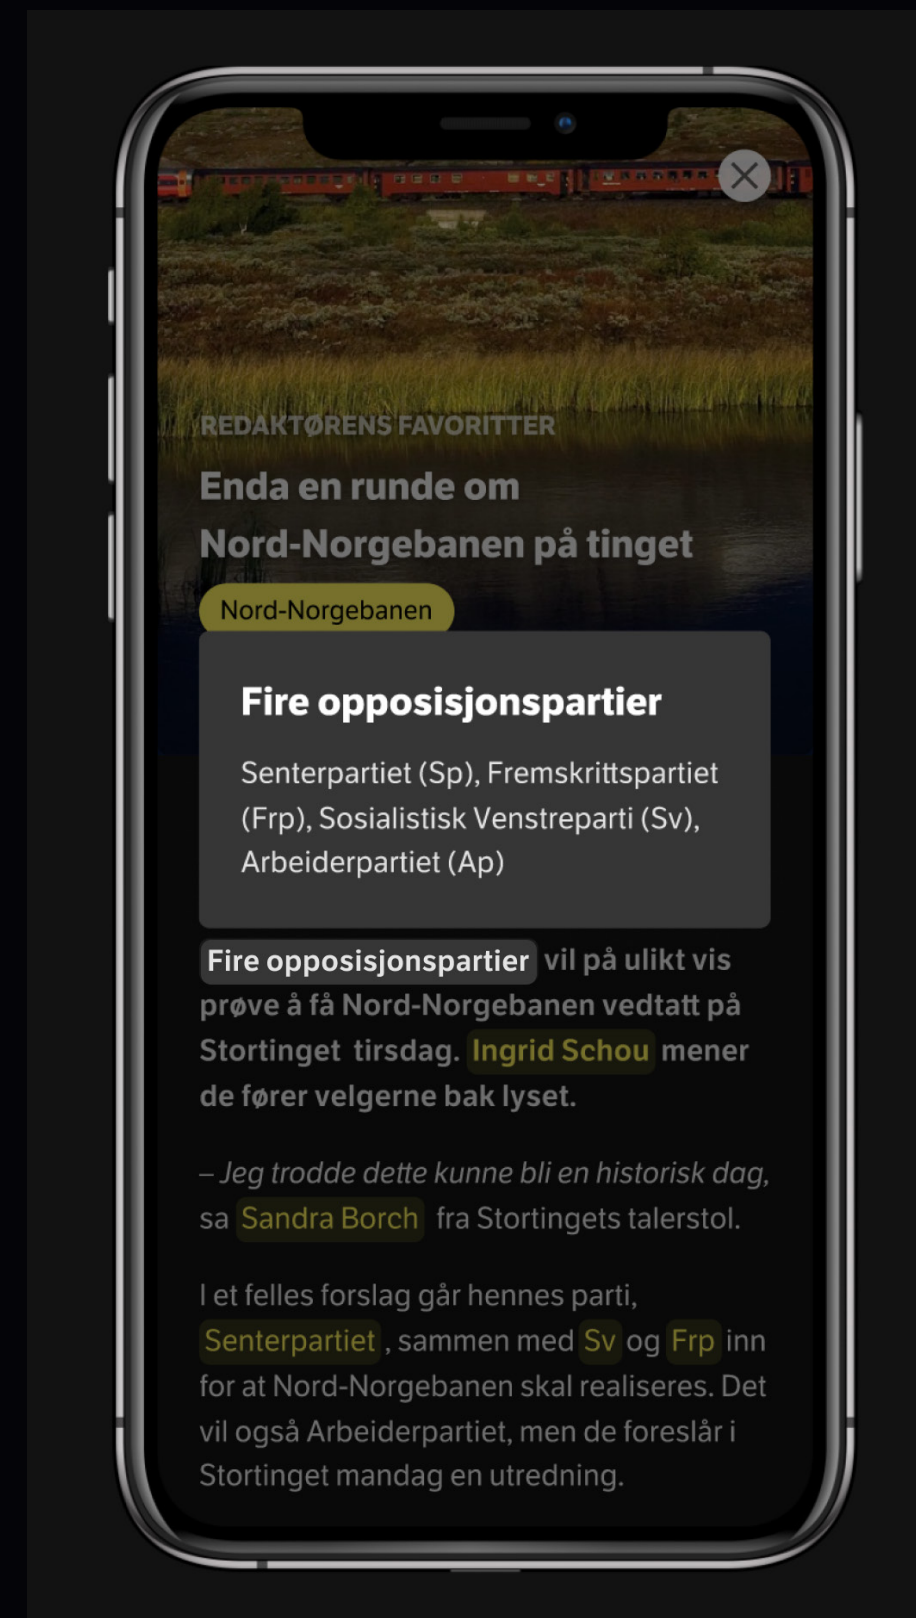 REDAKTØRENS FAVORITTER
Enda en runde om
Nord-Norgebanen på tinget
Nord-Norgebanen
Fire opposisjonspartier
Senterpartiet (Sp), Fremskrittspartiet
(Frp), Sosialistisk Venstreparti (Sv),
Arbeiderpartiet (Ap)
Fire opposisjonspartier vil på ulikt vis
prøve å få Nord-Norgebanen vedtatt på
Stortinget tirsdag. Ingrid Schou mener
de fører velgerne bak lyset.
– Jeg trodde dette kunne bli en historisk dag,
sa Sandra Borch fra Stortingets talerstol.
I et felles forslag går hennes parti,
Senterpartiet, sammen med Sv og Frp inn
for at Nord-Norgebanen skal realiseres. Det
vil også Arbeiderpartiet, men de foreslår i
Stortinget mandag en utredning.